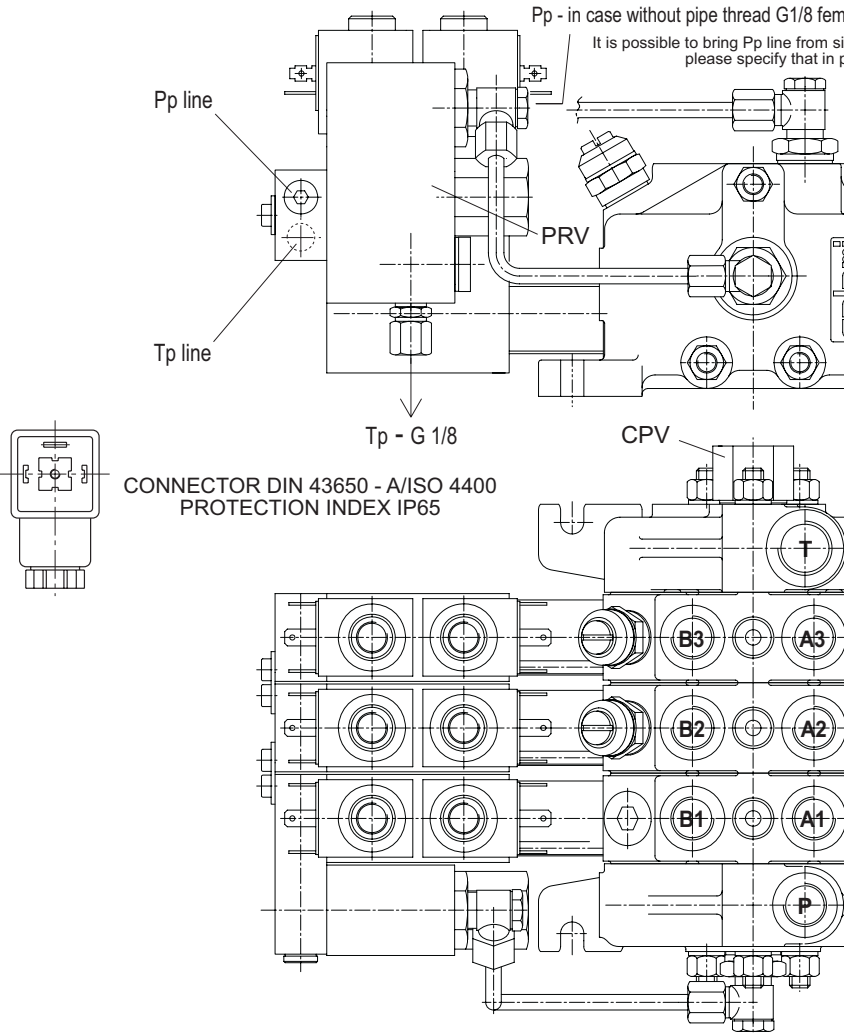 Pp - in case without pipe thread G1/8 fem
It is possible to bring Pp line from si
please specify that in p
Pp line
PRV
Tp line
Tp - G 1/8
CPV
CONNECTOR DIN 43650 - A/ISO 4400
PROTECTION INDEX IP65
T
B3 A3
B2 A2
B1 A1
P